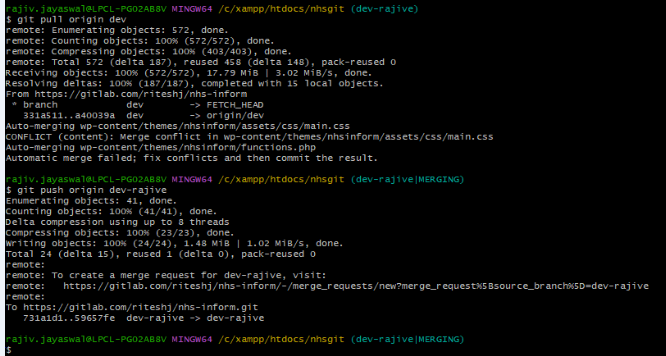 rajiv.jayaswal@LPCL-PG02AB8V MINGW64 /c/xampp/htdocs/nhsgit (dev-rajive)
$ git pull origin dev
remote: Enumerating objects: 572, done.
remote: Counting objects: 100% (572/572), done.
remote: Compressing objects: 100% (403/403), done.
remote: Total 572 (delta 187), reused 458 (delta 148), pack-reused 0
Receiving objects: 100% (572/572), 17.79 MiB | 3.02 MiB/s, done.
Resolving deltas: 100% (187/187), completed with 15 local objects.
From https://gitlab.com/riteshj/nhs-inform
* branch dev -> FETCH_HEAD
331a511..a40039a dev -> origin/dev
Auto-merging wp-content/themes/nhsinform/assets/css/main.css
CONFLICT (content): Merge conflict in wp-content/themes/nhsinform/assets/css/main.css
Auto-merging wp-content/themes/nhsinform/functions.php
Automatic merge failed; fix conflicts and then commit the result.
rajiv.jayaswal@LPCL-PG02AB8V MINGW64 /c/xampp/htdocs/nhsgit (dev-rajive|MERGING)
$ git push origin dev-rajive
Enumerating objects: 41, done.
Counting objects: 100% (41/41), done.
Delta compression using up to 8 threads
Compressing objects: 100% (23/23), done.
Writing objects: 100% (24/24), 1.48 MiB | 1.02 MiB/s, done.
Total 24 (delta 15), reused 1 (delta 0), pack-reused 0
remote:
remote: To create a merge request for dev-rajive, visit:
remote: https://gitlab.com/riteshj/nhs-inform/-/merge_requests/new?merge_request%5Bsource_branch%5D=dev-rajive
remote:
To https://gitlab.com/riteshj/nhs-inform.git
731a1d1..59657fe dev-rajive -> dev-rajive
rajiv.jayaswal@LPCL-PG02AB8V MINGW64 /c/xampp/htdocs/nhsgit (dev-rajive|MERGING)
$